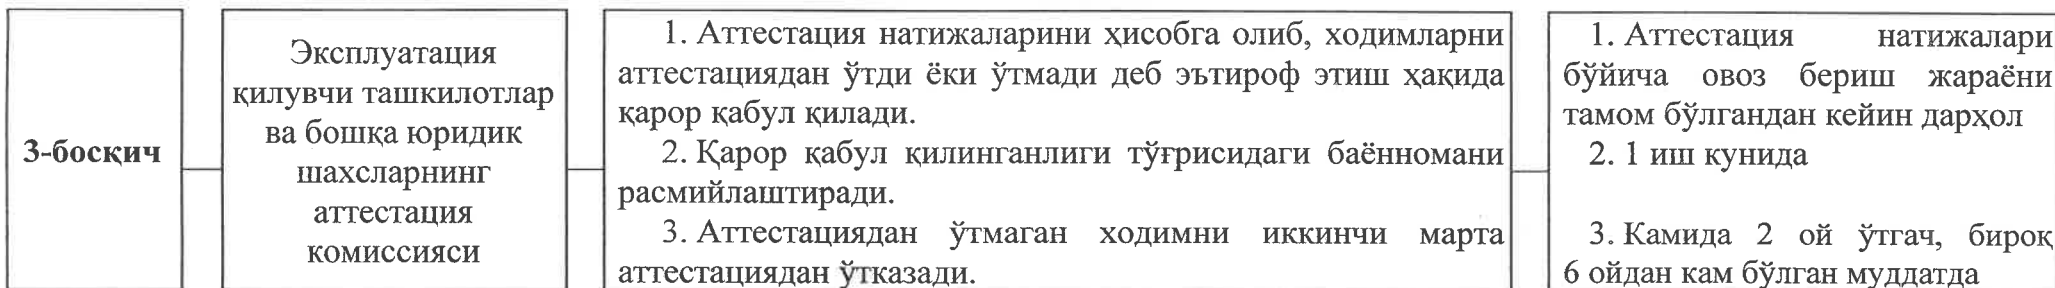 3-босқич
Эксплуатация
қилувчи ташкилотлар
ва бошқа юридик
шахсларнинг
аттестация
комиссияси
1. Аттестация натижаларини ҳисобга олиб, ходимларни
аттестациядан ўтди ёки ўтмади деб эътироф этиш ҳақида
қарор қабул қилади.
2. Қарор қабул қилинганлиги тўғрисидаги баённомани
расмийлаштиради.
3. Аттестациядан ўтмаган ходимни иккинчи марта
аттестациядан ўтказади.
1. Аттестация натижалари
бўйича овоз бериш жараёни
тамом бўлгандан кейин дарҳол
2. 1 иш кунида
3. Камида 2 ой ўтгач, бироқ
6 ойдан кам бўлган муддатда